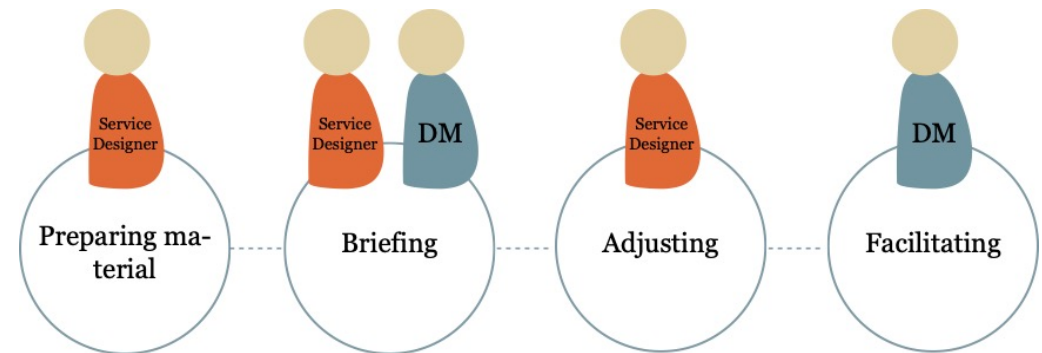 Service
Designer
Service
Designer
DM
Service
Designer
DM
Preparing ma-
terial
Briefing
Adjusting
Facilitating